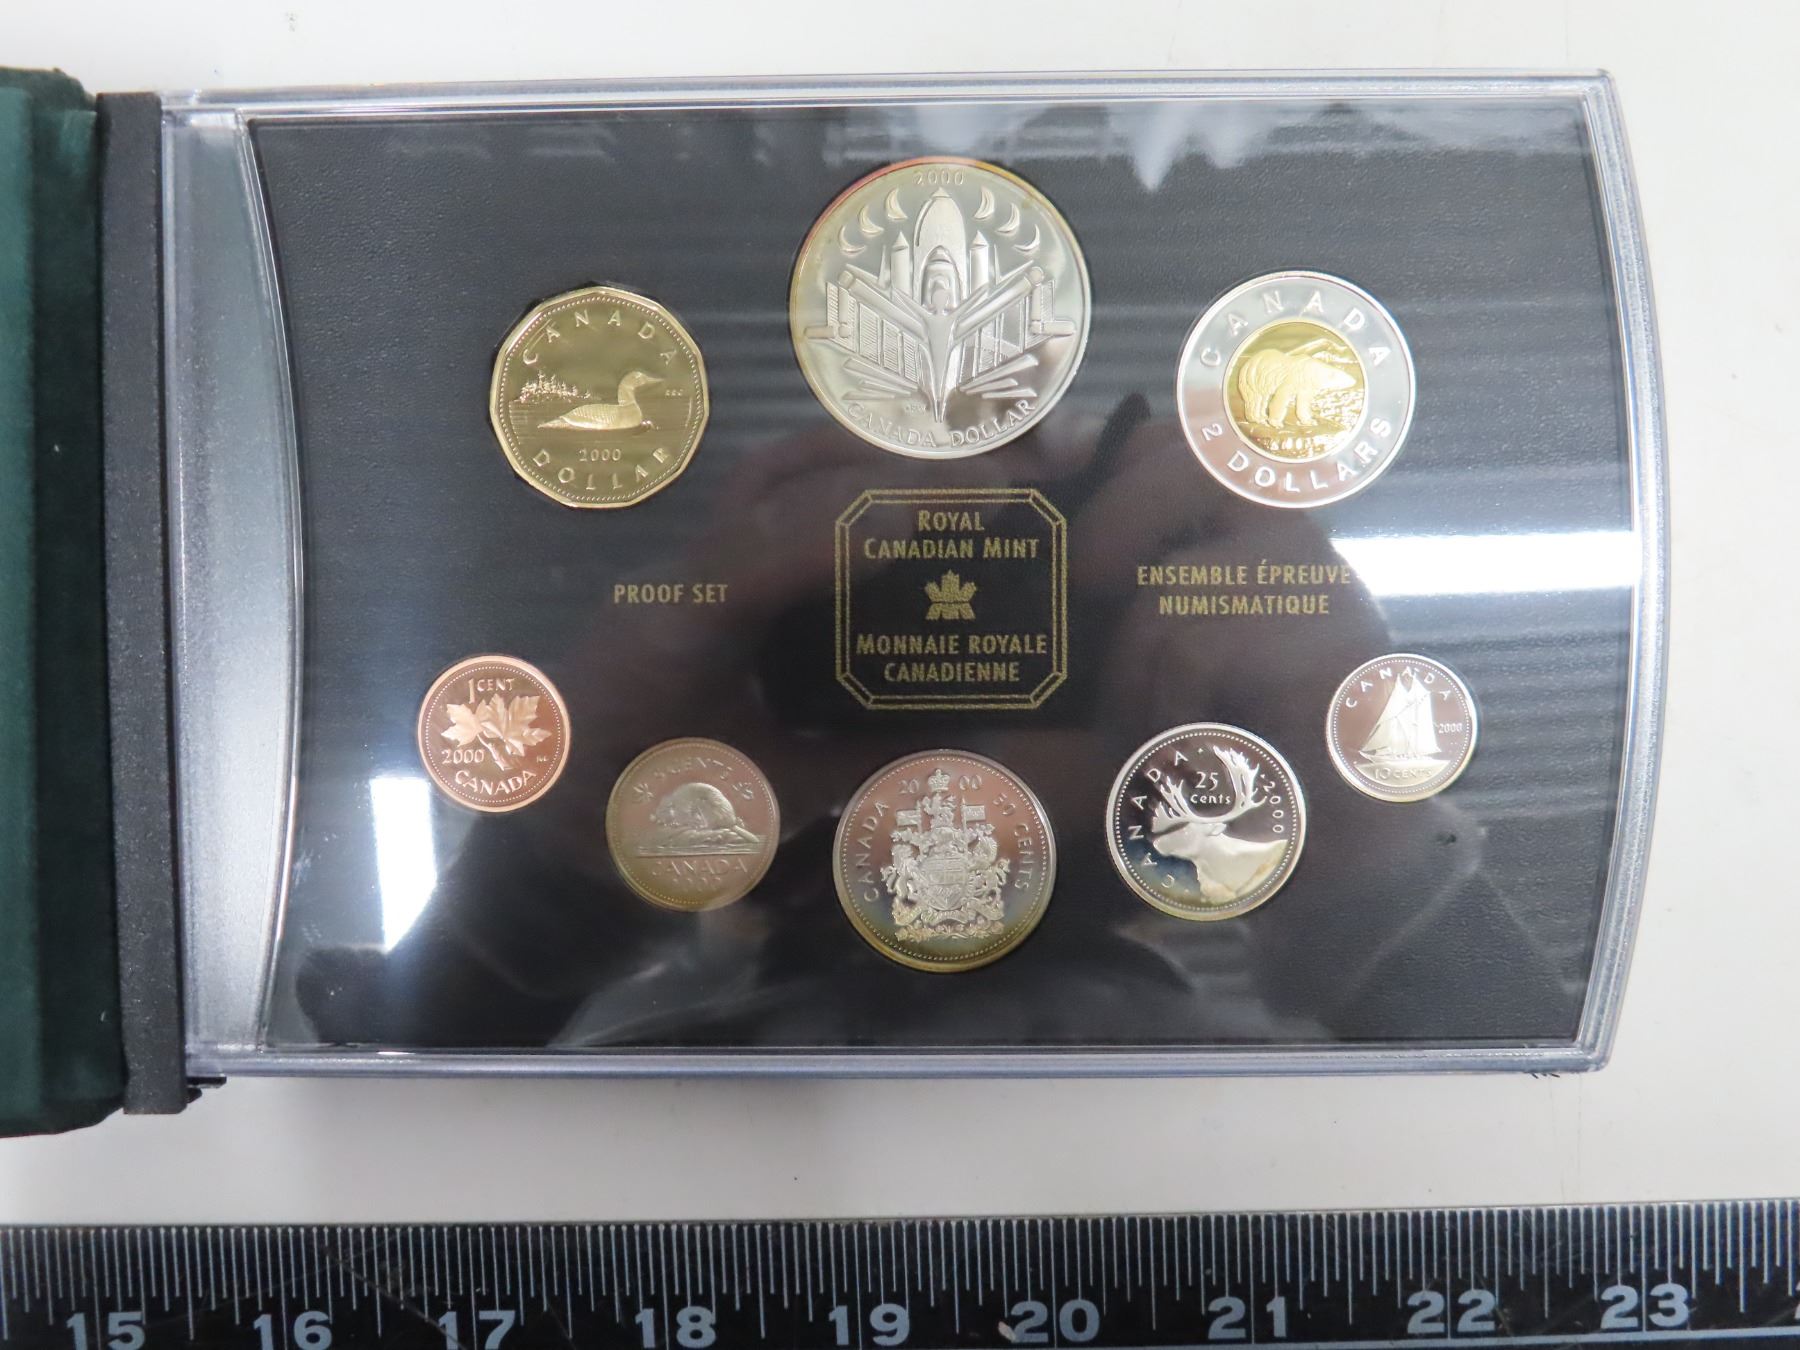 2000
CANADA DOLLAR
CANADA
2000
DOLLAR
CANADA
2 DOLLARS
ROYAL
CANADIAN MINT
MONNAIE ROYALE
CANADIENNE
PROOF SET
ENSEMBLE ÉPREUVE
NUMISMATIQUE
1 CENT
2000
CANADA
5 CENTS
CANADA
2000
CANADA 2000 50 CENTS
CANADA · 2000
25
cents
CANADA
2000
10 CENTS
15 16 17 18 19 20 21 22 23